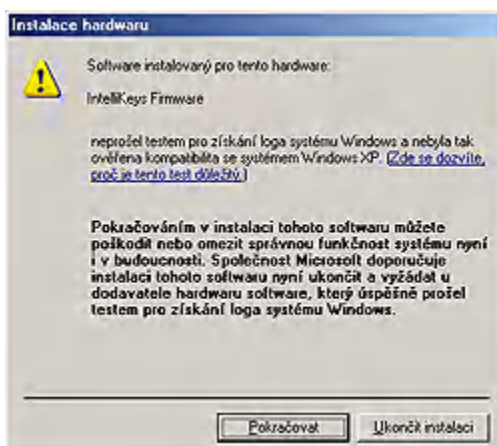 Instalace hardwaru
Software instalovaný pro tento hardware:
IntelliKeys Firmware
neprošel testem pro získání loga systému Windows a nebyla tak
ověřena kompatibilita se systémem Windows XP. (Zde se dozvíte,
proč je tento test důležitý.)
Pokračováním v instalaci tohoto softwaru můžete
poškodit nebo omezit správnou funkčnost systému nyní
i v budoucnosti. Společnost Microsoft doporučuje
instalaci tohoto softwaru nyní ukončit a vyžádat u
dodavatele hardwaru software, který úspěšně prošel
testem pro získání loga systému Windows.
Pokračovat
Ukončit instalaci